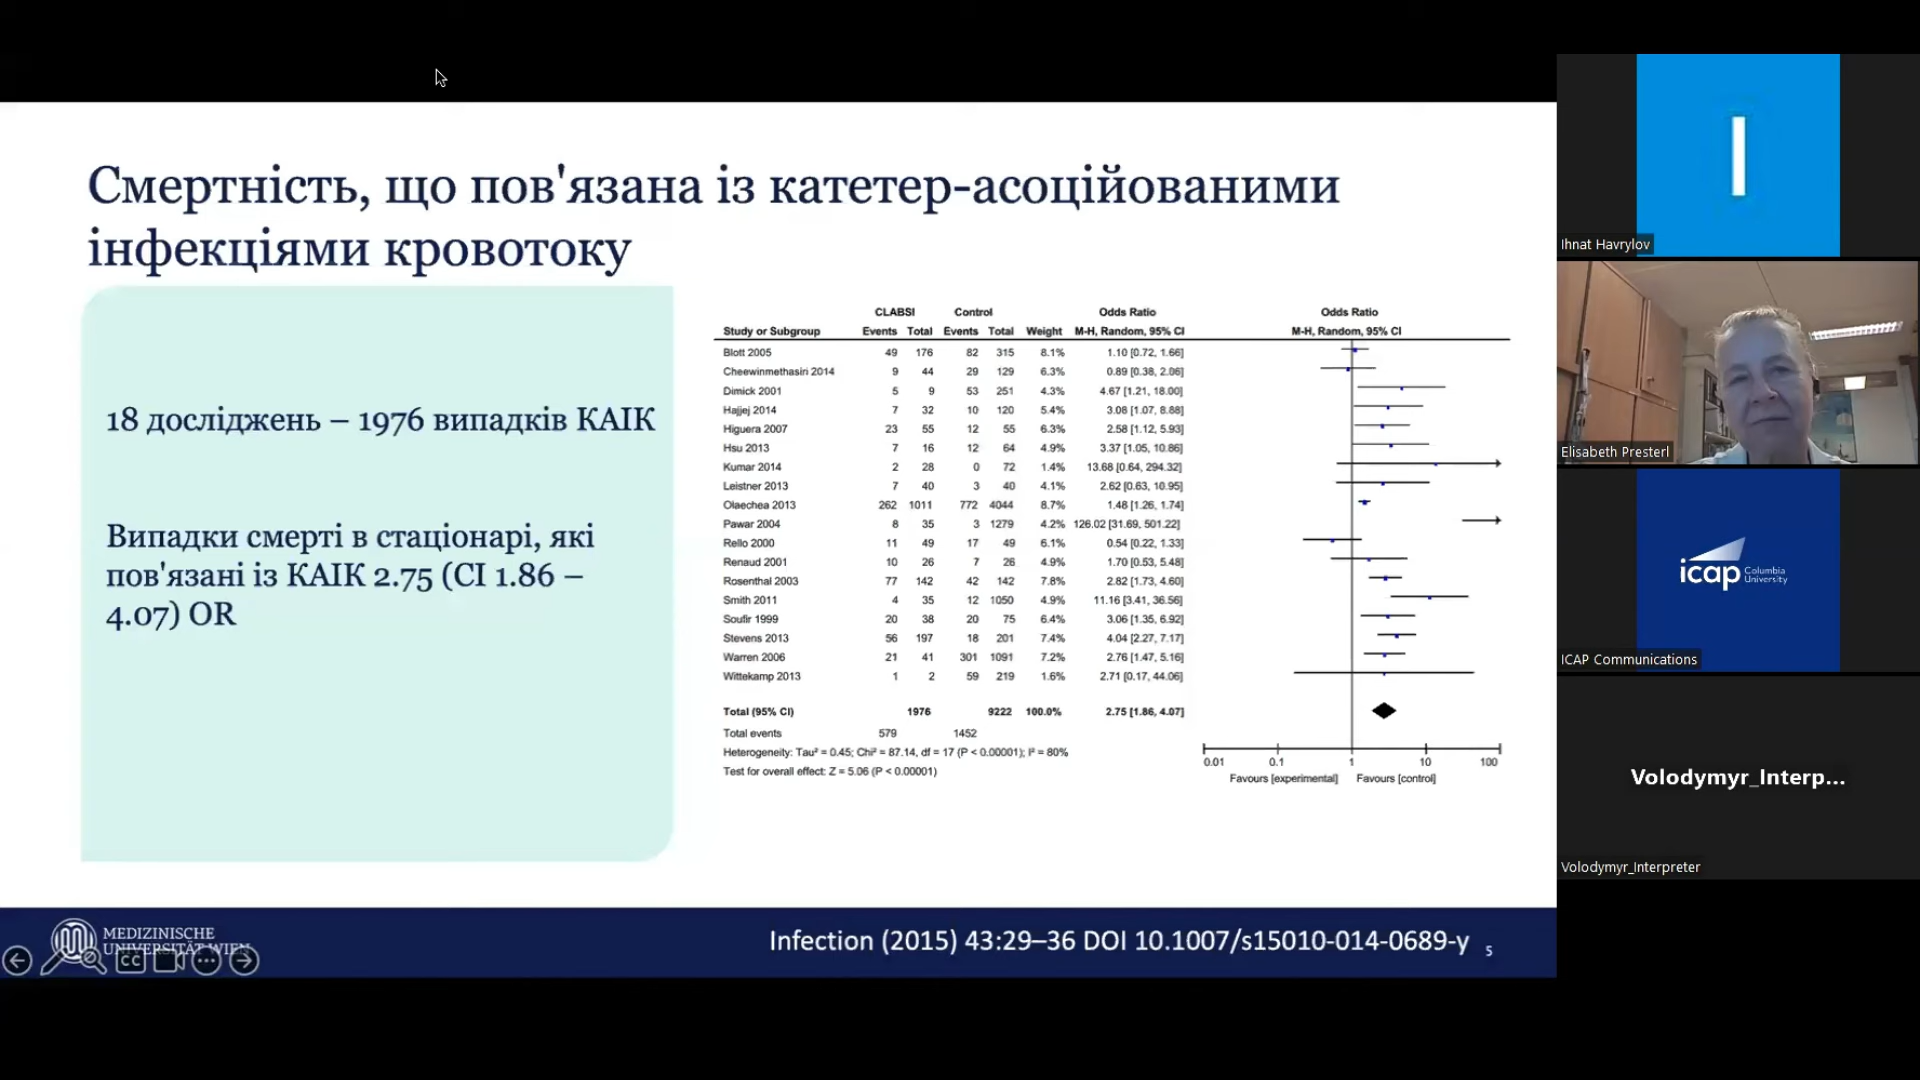 Смертність, що пов'язана із катетер-асоційованими
інфекціями кровотоку
18 досліджень – 1976 випадків КАІК
Випадки смерті в стаціонарі, які
пов'язані із КАІК 2.75 (CI 1.86 –
4.07) OR
CLABSI Control Odds Ratio Odds Ratio
Study or Subgroup Events Total Events Total Weight M-H, Random, 95% CI M-H, Random, 95% CI
Blott 2005 49 176 82 315 8.1% 1.10 [0.72, 1.66]
Cheewinmethasiri 2014 9 44 29 129 6.3% 0.89 [0.38, 2.06]
Dimick 2001 5 9 53 251 4.3% 4.67 [1.21, 18.00]
Hajjej 2014 7 32 10 120 5.4% 3.08 [1.07, 8.88]
Higuera 2007 23 55 12 55 6.5% 2.58 [1.12, 5.93]
Hsu 2013 7 16 12 64 4.9% 3.37 [1.05, 10.86]
Kumar 2014 2 28 0 72 1.4% 13.68 [0.64, 294.32]
Leistner 2013 7 40 3 40 4.1% 2.62 [0.63, 10.95]
Olaechea 2013 262 1011 772 4044 8.7% 1.48 [1.26, 1.74]
Pawar 2004 8 35 3 1279 4.2% 126.02 [31.69, 501.22]
Rello 2000 11 49 17 49 6.1% 0.54 [0.22, 1.33]
Renaud 2001 10 26 7 26 4.9% 1.70 [0.53, 5.48]
Rosenthal 2003 77 142 42 142 7.8% 2.82 [1.73, 4.60]
Smith 2011 4 35 12 1050 4.9% 11.16 [3.41, 36.56]
Soufir 1999 20 38 20 75 6.4% 3.06 [1.35, 6.92]
Stevens 2013 56 197 18 201 7.4% 4.04 [2.27, 7.17]
Warren 2006 21 41 301 1091 7.2% 2.76 [1.47, 5.16]
Wittekamp 2013 1 2 59 219 1.6% 2.71 [0.17, 44.06]
Total (95% CI) 1976 9222 100.0% 2.75 [1.86, 4.07]
Total events 579 1452
Heterogeneity: Tau² = 0.45; Chi² = 87.14, df = 17 (P < 0.00001); I² = 80%
Test for overall effect: Z = 5.06 (P < 0.00001)
0.01 0.1 1 10 100
Favours [experimental] Favours [control]
MEDIZINISCHE
UNIVERSITÄT WIEN
CC
Infection (2015) 43:29–36 DOI 10.1007/s15010-014-0689-y 5
I
Ihnat Havrylov
Elisabeth Presterl
icap Columbia University
ICAP Communications
Volodymyr_Interp...
Volodymyr_Interpreter